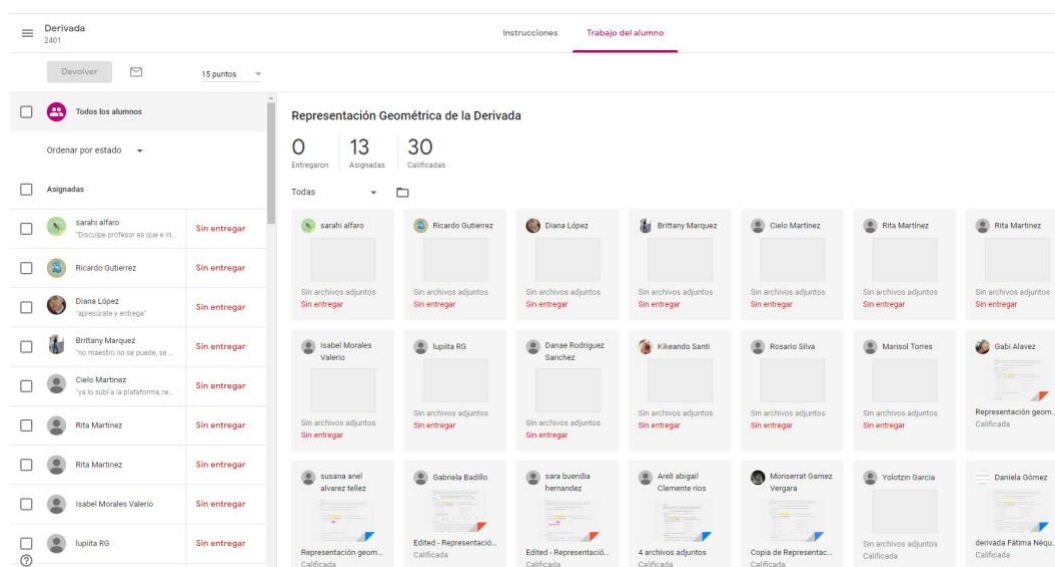 Derivada
2401
Instrucciones
Trabajo del alumno
Devolver
15 puntos
Todos los alumnos
Ordenar por estado
Asignadas
sarahi alfaro
"Disculpe profesor es que e in...
Sin entregar
Ricardo Gutierrez
Sin entregar
Diana López
"apresúrate y entrega"
Sin entregar
Brittany Marquez
"no maestro no se puede, se ...
Sin entregar
Cielo Martinez
"ya lo subí a la plataforma, re...
Sin entregar
Rita Martinez
Sin entregar
Rita Martinez
Sin entregar
Isabel Morales Valerio
Sin entregar
lupiita RG
Sin entregar
Representación Geométrica de la Derivada
0 13 30
Entregaron Asignadas Calificadas
Todas
sarahi alfaro
Sin archivos adjuntos
Sin entregar
Ricardo Gutierrez
Sin archivos adjuntos
Sin entregar
Diana López
Sin archivos adjuntos
Sin entregar
Brittany Marquez
Sin archivos adjuntos
Sin entregar
Cielo Martinez
Sin archivos adjuntos
Sin entregar
Rita Martinez
Sin archivos adjuntos
Sin entregar
Rita Martinez
Sin archivos adjuntos
Sin entregar
Isabel Morales
Valerio
Sin archivos adjuntos
Sin entregar
lupiita RG
Sin archivos adjuntos
Sin entregar
Danae Rodriguez
Sanchez
Sin archivos adjuntos
Sin entregar
Kikeando Santi
Sin archivos adjuntos
Sin entregar
Rosario Silva
Sin archivos adjuntos
Sin entregar
Marisol Torres
Sin archivos adjuntos
Sin entregar
Gabi Alavez
Representación geom...
Calificada
susana anel
alvarez tellez
Representación geom...
Calificada
Gabriela Badillo
Edited - Representació...
Calificada
sara buendia
hernandez
Edited - Representació...
Calificada
Areli abigail
Clemente rios
4 archivos adjuntos
Calificada
Monserrat Gamez
Vergara
Copia de Representac...
Calificada
Yolotzin Garcia
Sin archivos adjuntos
Calificada
Daniela Gómez
derivada Fátima Néqu...
Calificada